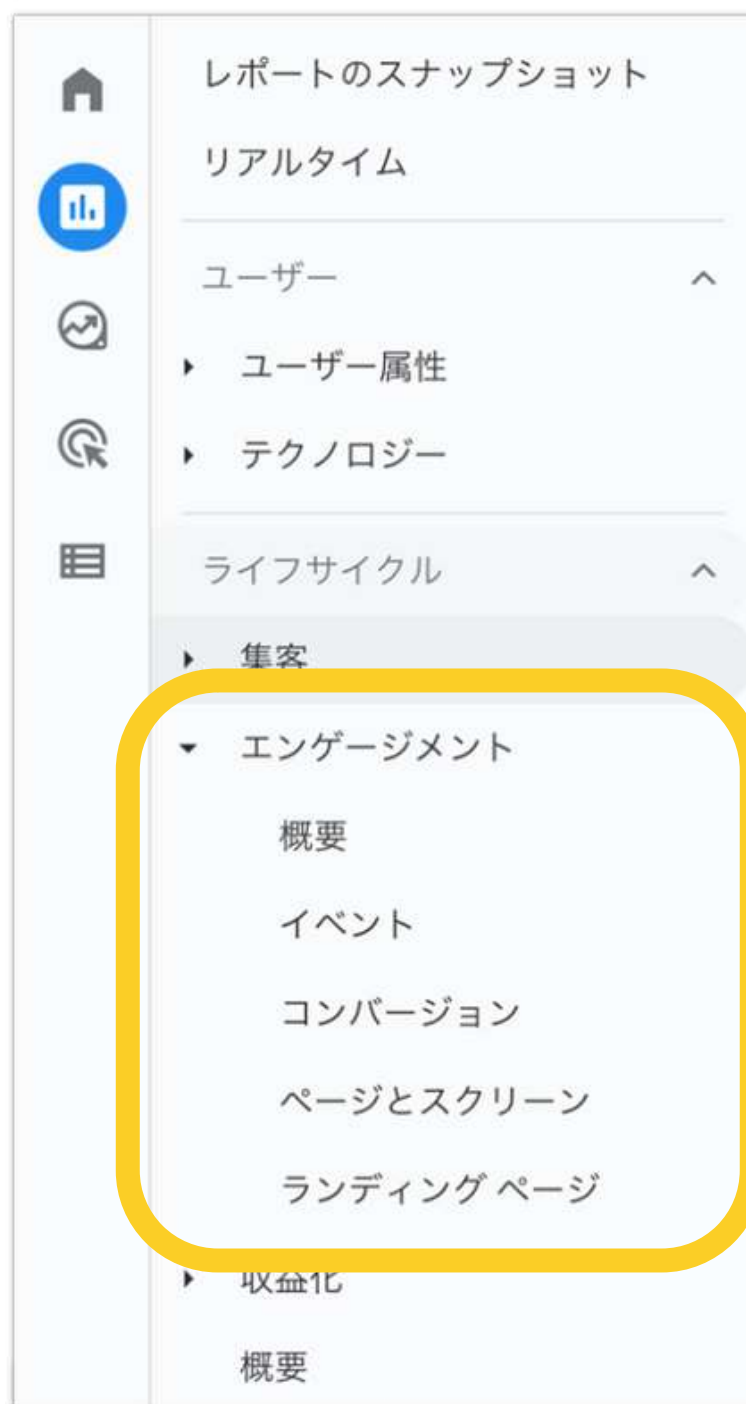 レポートのスナップショット
リアルタイム
ユーザー
ユーザー属性
テクノロジー
ライフサイクル
集客
エンゲージメント
概要
イベント
コンバージョン
ページとスクリーン
ランディング ページ
収益化
概要